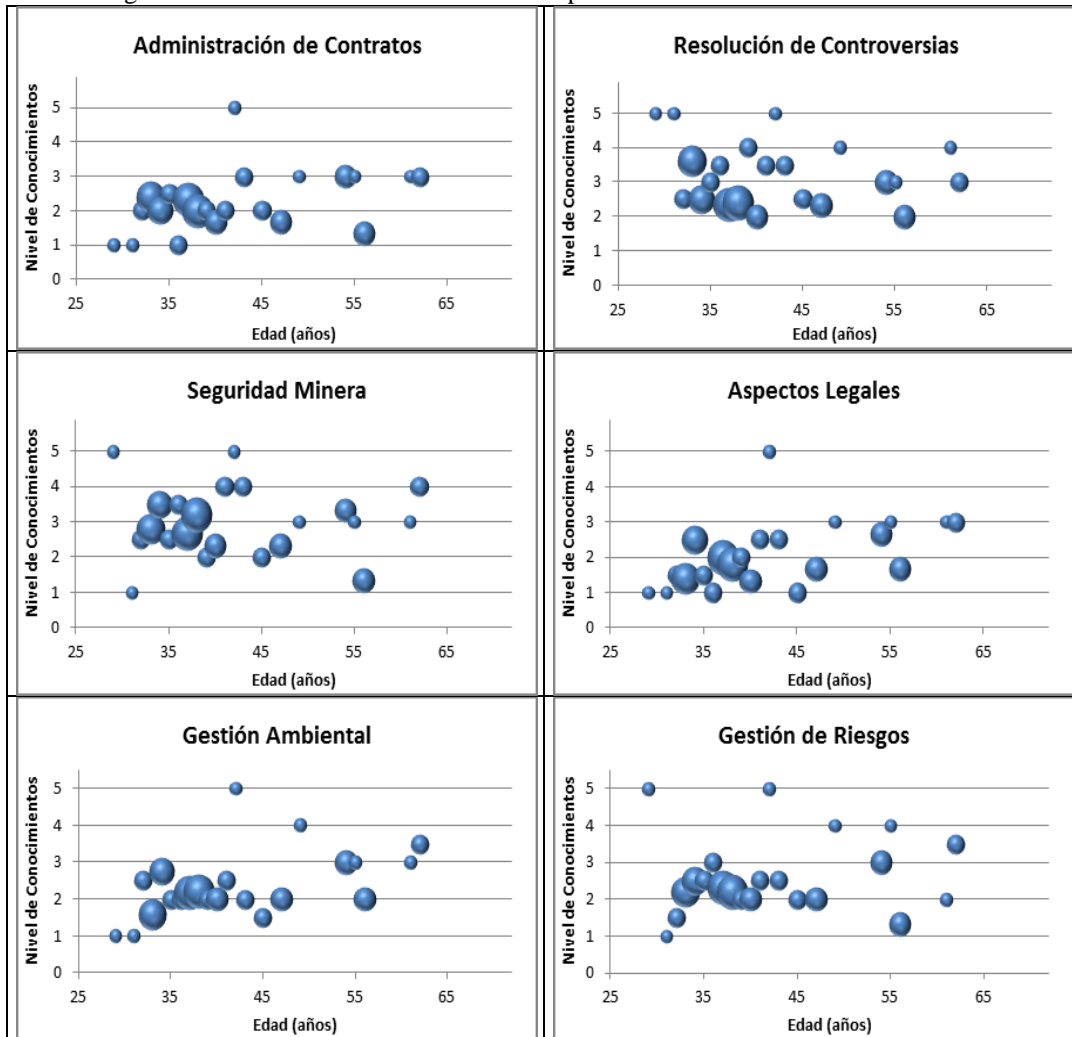 Administración de Contratos
Nivel de Conocimientos
5
4
3
2
1
0
25 35 45 55 65
Edad (años)
Resolución de Controversias
Nivel de Conocimientos
5
4
3
2
1
0
25 35 45 55 65
Edad (años)
Seguridad Minera
Nivel de Conocimientos
5
4
3
2
1
0
25 35 45 55 65
Edad (años)
Aspectos Legales
Nivel de Conocimientos
5
4
3
2
1
0
25 35 45 55 65
Edad (años)
Gestión Ambiental
Nivel de Conocimientos
5
4
3
2
1
0
25 35 45 55 65
Edad (años)
Gestión de Riesgos
Nivel de Conocimientos
5
4
3
2
1
0
25 35 45 55 65
Edad (años)